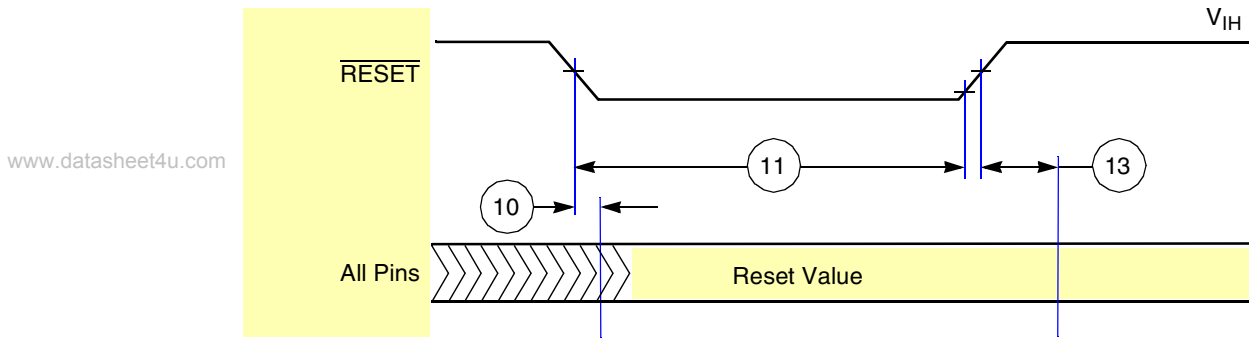 V_IH
RESET
www.datasheet4u.com
11
13
10
All Pins
Reset Value